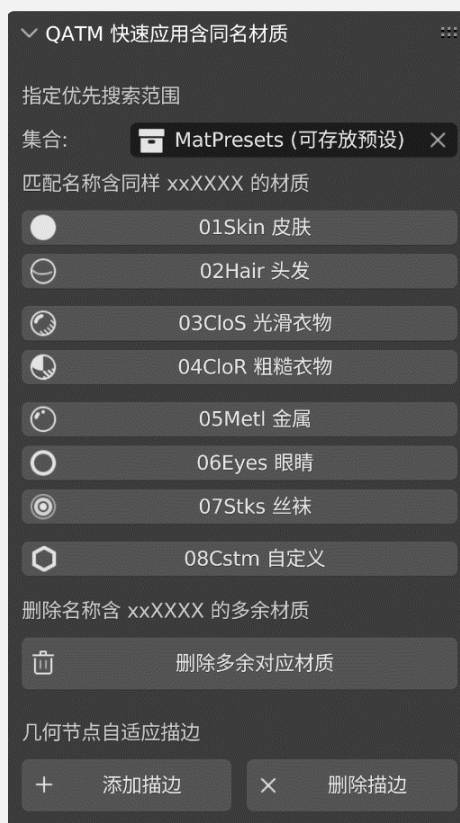 QATM 快速应用含同名材质
指定优先搜索范围
集合: MatPresets (可存放预设)
匹配名称含同样 xxXXXX 的材质
01Skin 皮肤
02Hair 头发
03CloS 光滑衣物
04CloR 粗糙衣物
05Metl 金属
06Eyes 眼睛
07Stks 丝袜
08Cstm 自定义
删除名称含 xxXXXX 的多余材质
删除多余对应材质
几何节点自适应描边
添加描边 删除描边